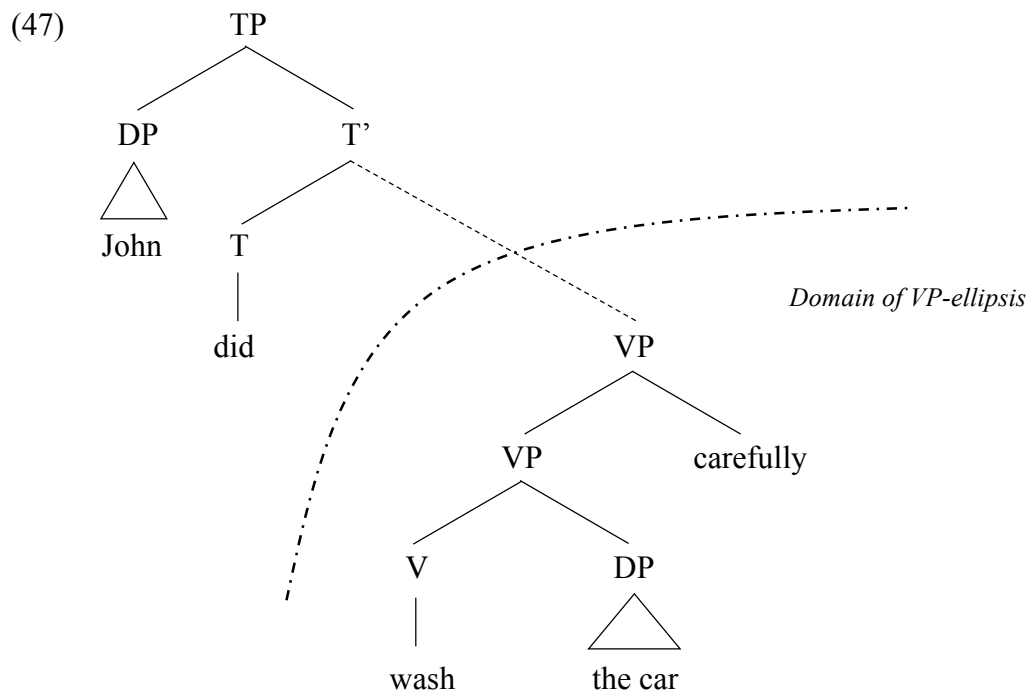 (47) TP
DP T’
John T
Domain of VP-ellipsis
did VP
VP carefully
V DP
wash the car